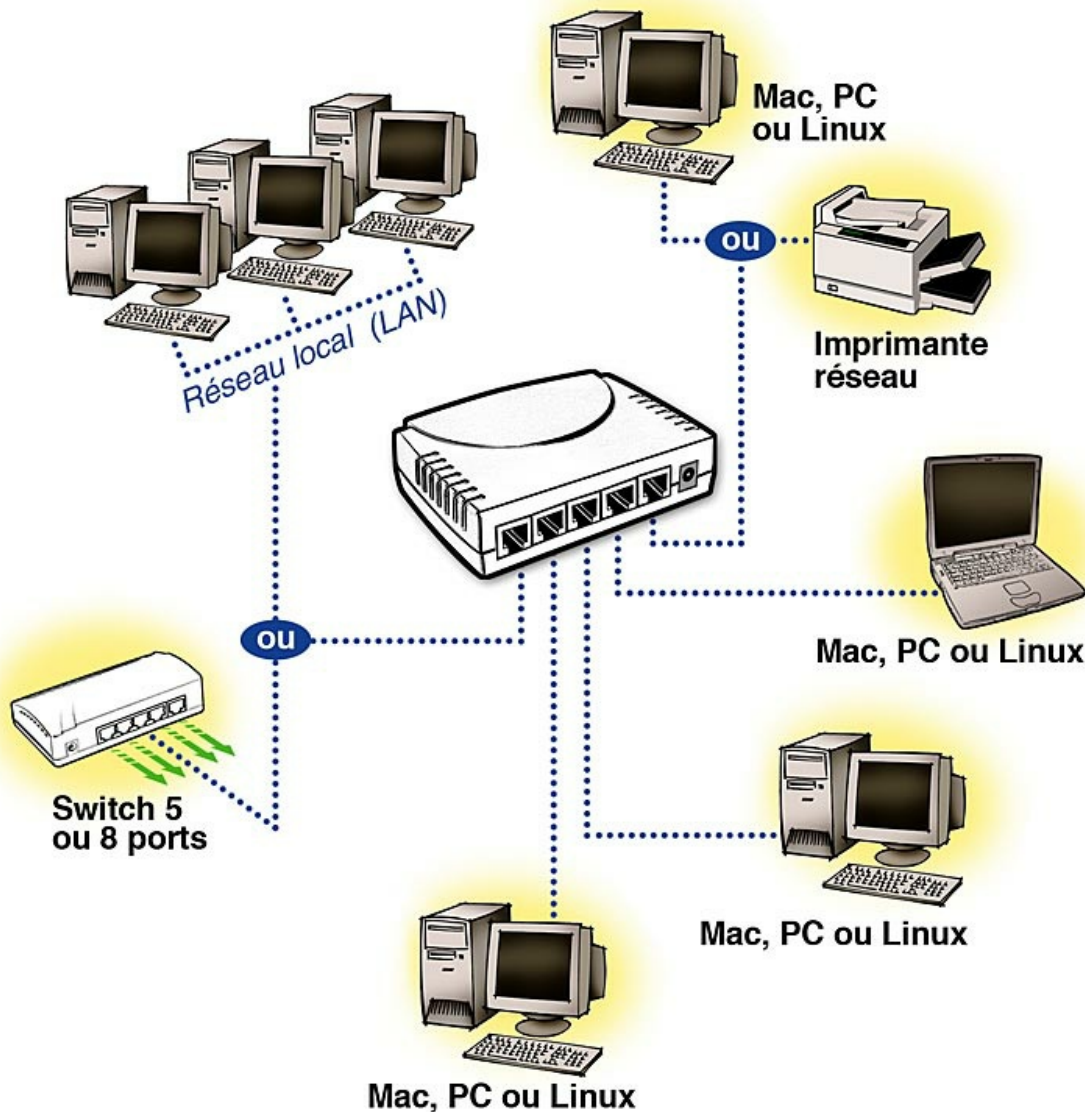 Mac, PC
ou Linux
ou
Imprimante
réseau
Réseau local (LAN)
Mac, PC ou Linux
ou
Switch 5
ou 8 ports
Mac, PC ou Linux
Mac, PC ou Linux